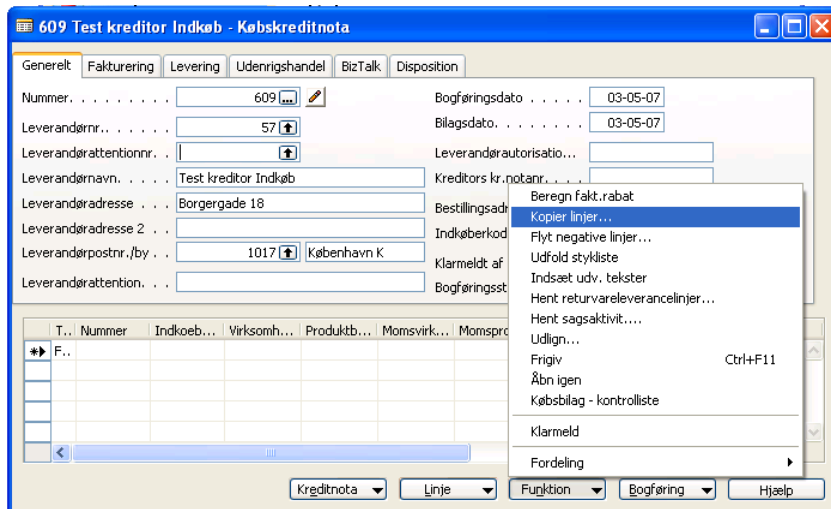 609 Test kreditor Indkøb - Købskreditnota
Generelt Fakturering Levering Udenrigshandel BizTalk Disposition
Nummer. . . . . . . . . 609
Leverandørnr.. . . . . . 57
Leverandørattentionnr. .
Leverandørnavn. . . . . Test kreditor Indkøb
Leverandøradresse . . . Borgergade 18
Leverandøradresse 2 . .
Leverandørpostnr./by . . 1017 København K
Leverandørattention. . .
Bogføringsdato . . . . . 03-05-07
Bilagsdato. . . . . . . . 03-05-07
Leverandørautorisatio...
Kreditors kr.notanr. . . .
Bestillingsadr
Indkøberkod
Klarmeldt af
Bogføringsst
Beregn fakt.rabat
Kopier linjer...
Flyt negative linjer...
Udfold stykliste
Indsæt udv. tekster
Hent returvareleverancelinjer...
Hent sagsaktivit....
Udlign...
Frigiv Ctrl+F11
Åbn igen
Købsbilag - kontrolliste
Klarmeld
Fordeling
T.. Nummer Indkoeb... Virksomh... Produktb... Momsvirk... Momspro
F..
Kreditnota Linje Funktion Bogføring Hjælp